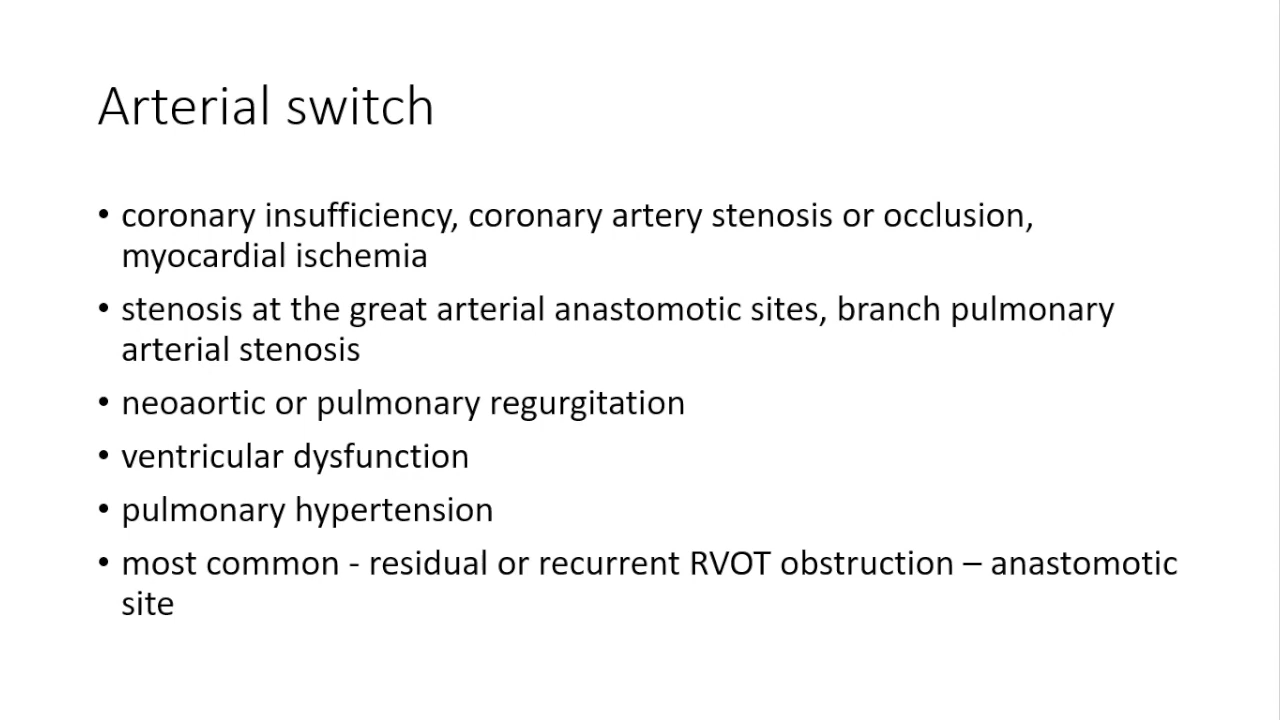 Arterial switch
• coronary insufficiency, coronary artery stenosis or occlusion,
myocardial ischemia
• stenosis at the great arterial anastomotic sites, branch pulmonary
arterial stenosis
• neoaortic or pulmonary regurgitation
• ventricular dysfunction
• pulmonary hypertension
• most common - residual or recurrent RVOT obstruction – anastomotic
site